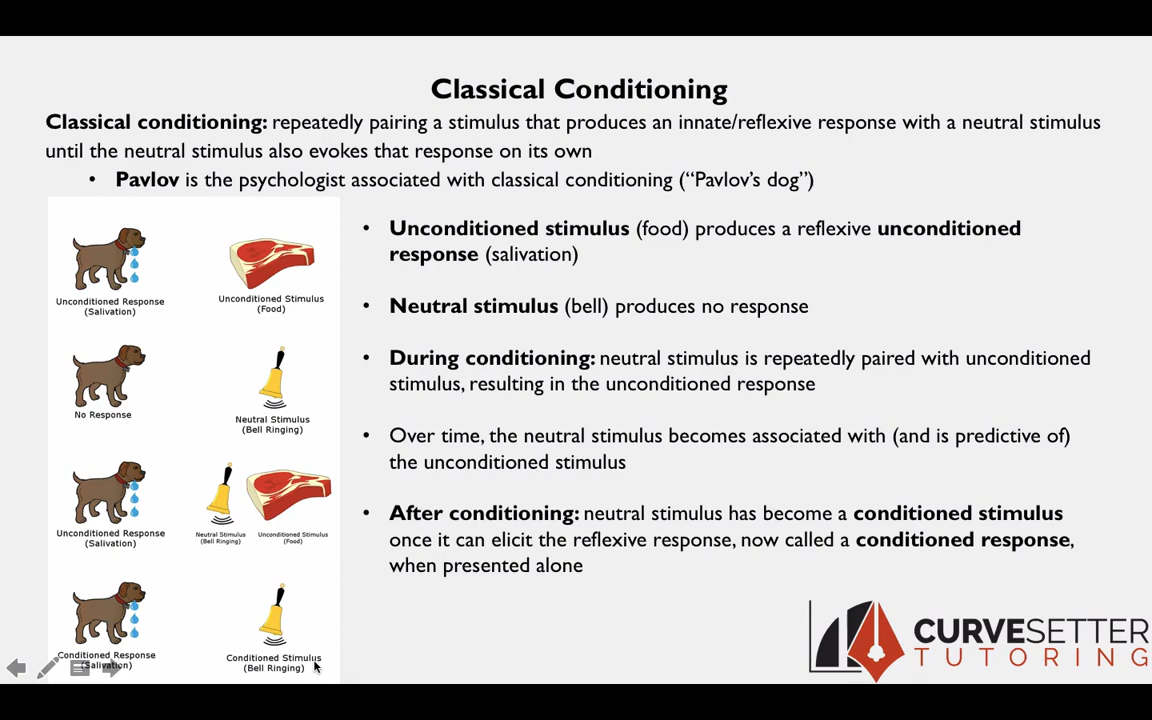 Classical Conditioning
Classical conditioning: repeatedly pairing a stimulus that produces an innate/reflexive response with a neutral stimulus
until the neutral stimulus also evokes that response on its own
• Pavlov is the psychologist associated with classical conditioning (“Pavlov’s dog”)
Unconditioned Response
(Salivation)
Unconditioned Stimulus
(Food)
No Response
Neutral Stimulus
(Bell Ringing)
Unconditioned Response
(Salivation)
Neutral Stimulus
(Bell Ringing)
Unconditioned Stimulus
(Food)
Conditioned Response
(Salivation)
Conditioned Stimulus
(Bell Ringing)
• Unconditioned stimulus (food) produces a reflexive unconditioned
response (salivation)
• Neutral stimulus (bell) produces no response
• During conditioning: neutral stimulus is repeatedly paired with unconditioned
stimulus, resulting in the unconditioned response
• Over time, the neutral stimulus becomes associated with (and is predictive of)
the unconditioned stimulus
• After conditioning: neutral stimulus has become a conditioned stimulus
once it can elicit the reflexive response, now called a conditioned response,
when presented alone
CURVESETTER
TUTORING